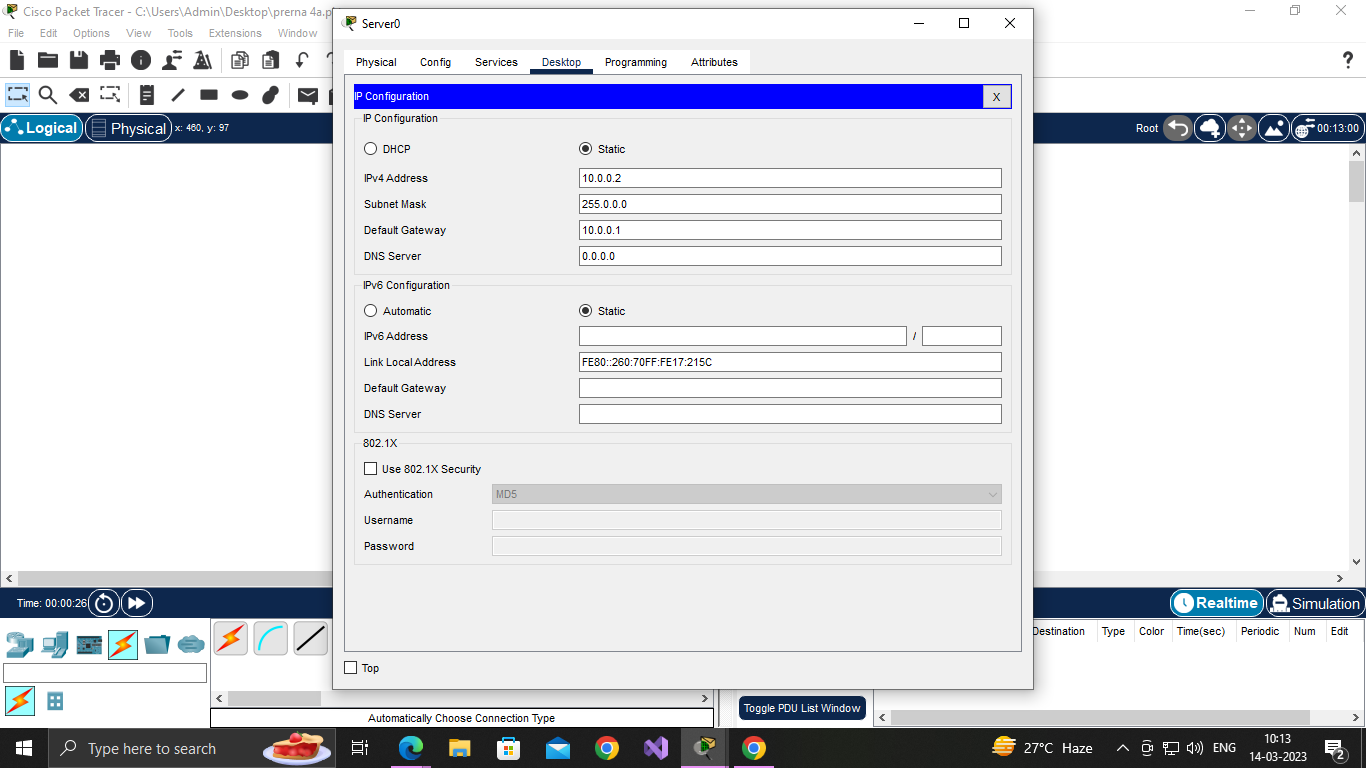 Cisco Packet Tracer - C:\Users\Admin\Desktop\prerna 4a.p
File Edit Options View Tools Extensions Window
Logical Physical x: 460, y: 97
Root 00:13:00
Server0
Physical Config Services Desktop Programming Attributes
IP Configuration X
IP Configuration
DHCP Static
IPv4 Address 10.0.0.2
Subnet Mask 255.0.0.0
Default Gateway 10.0.0.1
DNS Server 0.0.0.0
IPv6 Configuration
Automatic Static
IPv6 Address /
Link Local Address FE80::260:70FF:FE17:215C
Default Gateway
DNS Server
802.1X
Use 802.1X Security
Authentication MD5
Username
Password
Top
Time: 00:00:26
Realtime Simulation
Destination Type Color Time(sec) Periodic Num Edit
Automatically Choose Connection Type
Toggle PDU List Window
Type here to search
27°C Haze
ENG
10:13
14-03-2023
2